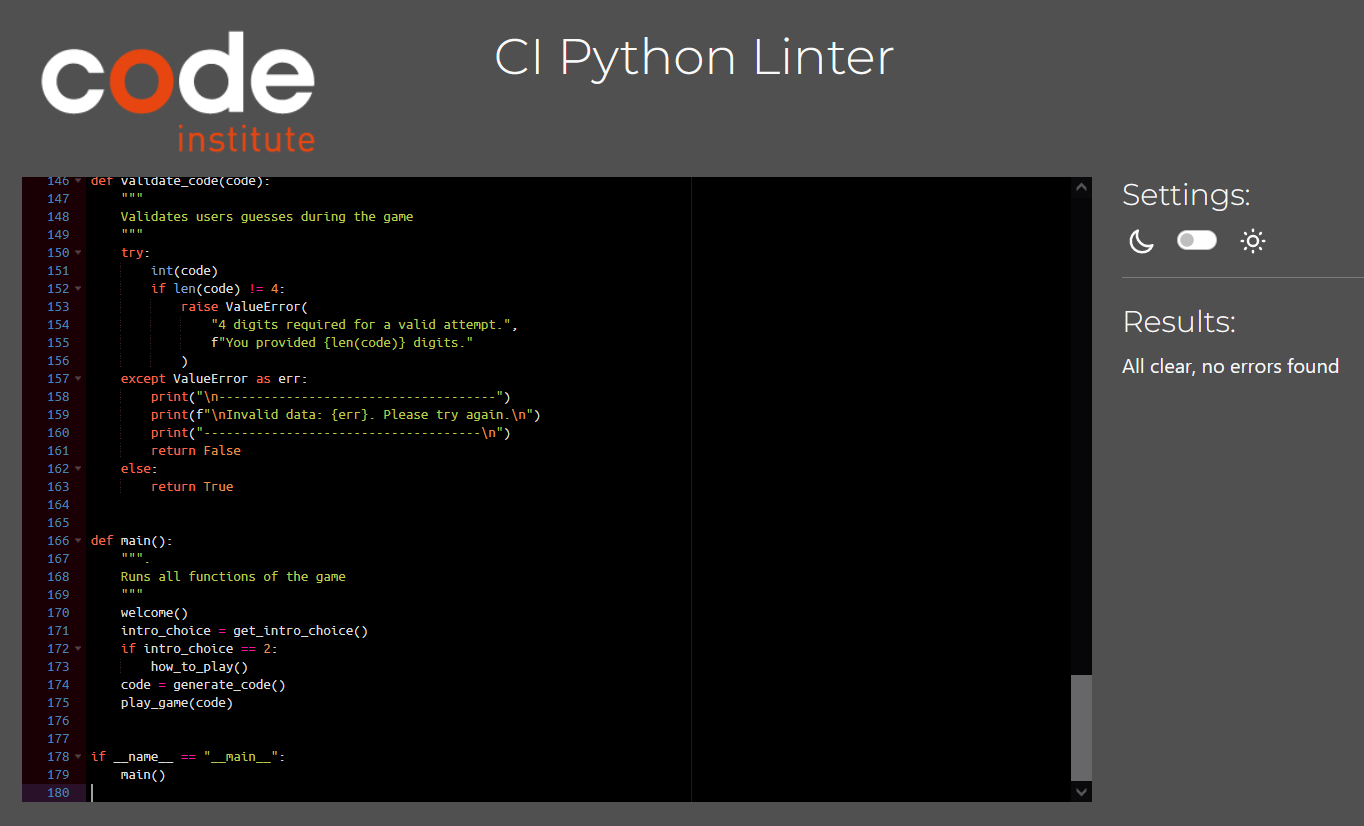 code
institute
CI Python Linter
146 def validate_code(code):
147     """
148     Validates users guesses during the game
149     """
150     try:
151         int(code)
152         if len(code) != 4:
153             raise ValueError(
154                 "4 digits required for a valid attempt.",
155                 f"You provided {len(code)} digits."
156             )
157     except ValueError as err:
158         print("\n-------------------------------------")
159         print(f"\nInvalid data: {err}. Please try again.\n")
160         print("-------------------------------------\n")
161         return False
162     else:
163         return True
164
165
166 def main():
167     """.
168     Runs all functions of the game
169     """
170     welcome()
171     intro_choice = get_intro_choice()
172     if intro_choice == 2:
173         how_to_play()
174     code = generate_code()
175     play_game(code)
176
177
178 if __name__ == "__main__":
179     main()
180
Settings:
Results:
All clear, no errors found